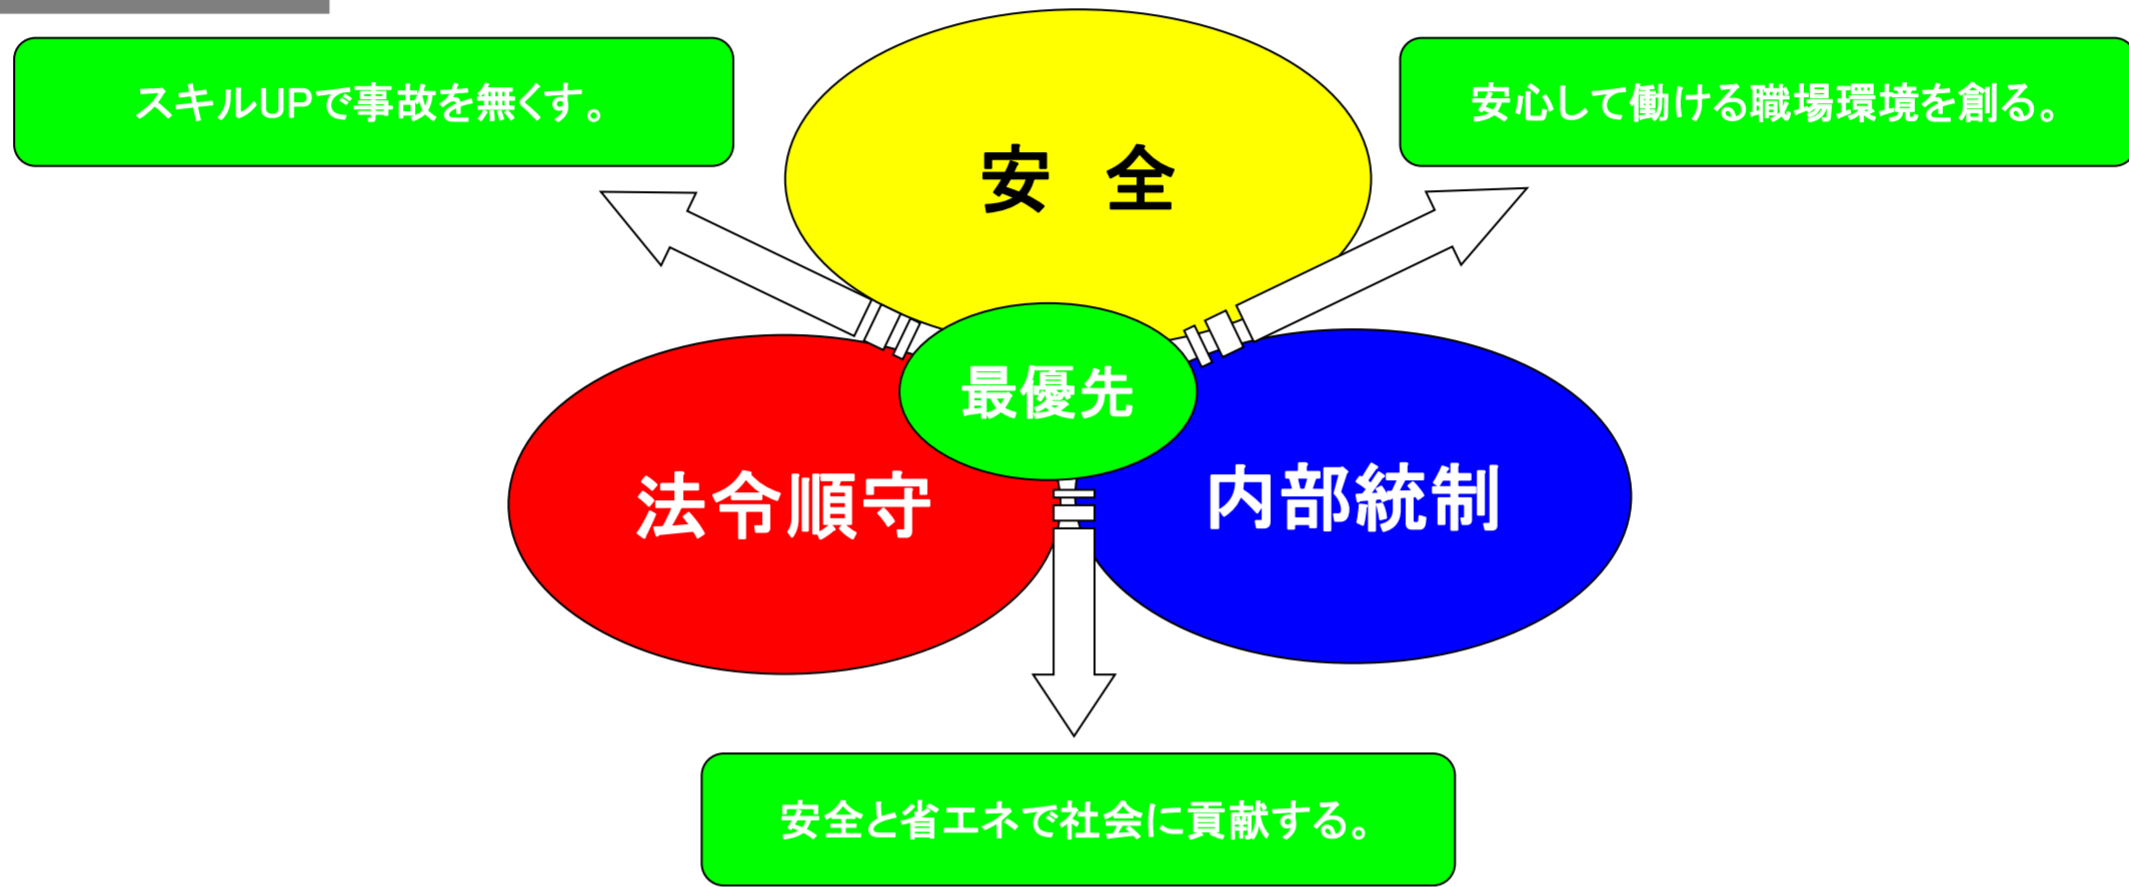 スキルUPで事故を無くす。
安　全
安心して働ける職場環境を創る。
最優先
法令順守
内部統制
安全と省エネで社会に貢献する。